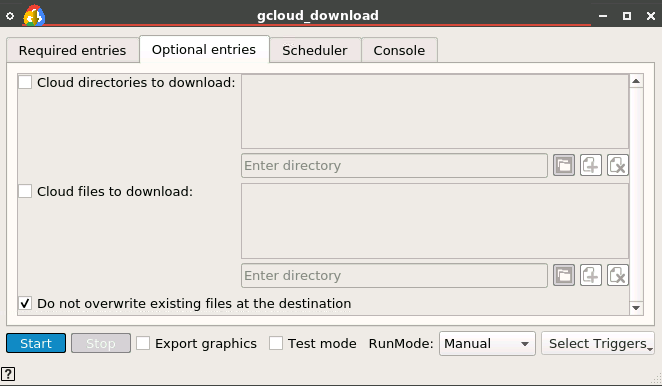 gcloud_download
Required entries Optional entries Scheduler Console
Cloud directories to download:
Enter directory
Cloud files to download:
Enter directory
Do not overwrite existing files at the destination
Start Stop Export graphics Test mode RunMode: Manual Select Triggers
?